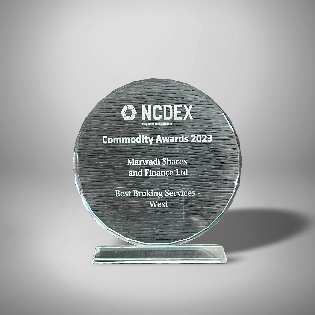 NCDEX
Commodity Awards 2023
Marwadi Shares
and Finance Ltd
Best Broking Services -
West